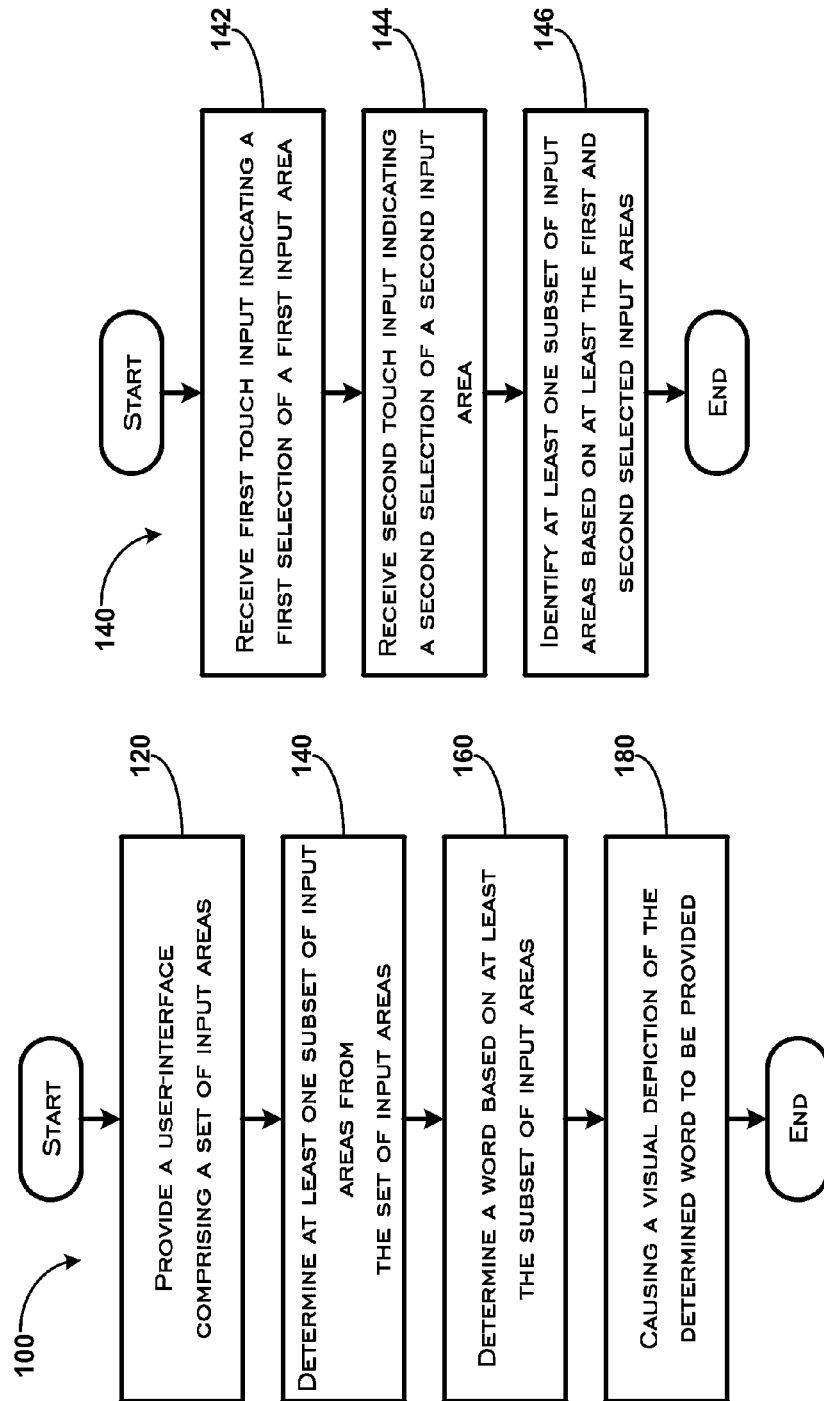 100
START
PROVIDE A USER-INTERFACE
COMPRISING A SET OF INPUT AREAS
120
DETERMINE AT LEAST ONE SUBSET OF INPUT
AREAS FROM
THE SET OF INPUT AREAS
140
DETERMINE A WORD BASED ON AT LEAST
THE SUBSET OF INPUT AREAS
160
CAUSING A VISUAL DEPICTION OF THE
DETERMINED WORD TO BE PROVIDED
180
END
140
START
RECEIVE FIRST TOUCH INPUT INDICATING A
FIRST SELECTION OF A FIRST INPUT AREA
142
RECEIVE SECOND TOUCH INPUT INDICATING
A SECOND SELECTION OF A SECOND INPUT
AREA
144
IDENTIFY AT LEAST ONE SUBSET OF INPUT
AREAS BASED ON AT LEAST THE FIRST AND
SECOND SELECTED INPUT AREAS
146
END